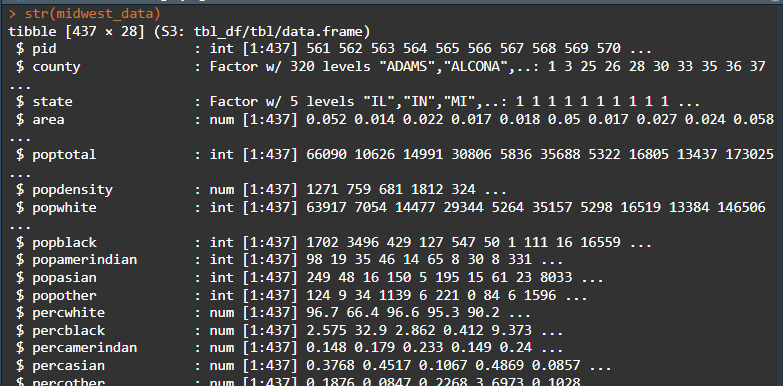 > str(midwest_data)
tibble [437 × 28] (S3: tbl_df/tbl/data.frame)
 $ pid                 : int [1:437] 561 562 563 564 565 566 567 568 569 570 ...
 $ county              : Factor w/ 320 levels "ADAMS","ALCONA",..: 1 3 25 26 28 30 33 35 36 37
...
 $ state               : Factor w/ 5 levels "IL","IN","MI",..: 1 1 1 1 1 1 1 1 1 1 ...
 $ area                : num [1:437] 0.052 0.014 0.022 0.017 0.018 0.05 0.017 0.027 0.024 0.058
...
 $ poptotal            : int [1:437] 66090 10626 14991 30806 5836 35688 5322 16805 13437 173025
...
 $ popdensity          : num [1:437] 1271 759 681 1812 324 ...
 $ popwhite            : int [1:437] 63917 7054 14477 29344 5264 35157 5298 16519 13384 146506
...
 $ popblack            : int [1:437] 1702 3496 429 127 547 50 1 111 16 16559 ...
 $ popamerindian       : int [1:437] 98 19 35 46 14 65 8 30 8 331 ...
 $ popasian            : int [1:437] 249 48 16 150 5 195 15 61 23 8033 ...
 $ popother            : int [1:437] 124 9 34 1139 6 221 0 84 6 1596 ...
 $ percwhite           : num [1:437] 96.7 66.4 96.6 95.3 90.2 ...
 $ percblack           : num [1:437] 2.575 32.9 2.862 0.412 9.373 ...
 $ percamerindan       : num [1:437] 0.148 0.179 0.233 0.149 0.24 ...
 $ percasian           : num [1:437] 0.3768 0.4517 0.1067 0.4869 0.0857 ...
 $ percother           : num [1:437] 0.1876 0.0847 0.2268 3.6973 0.1028